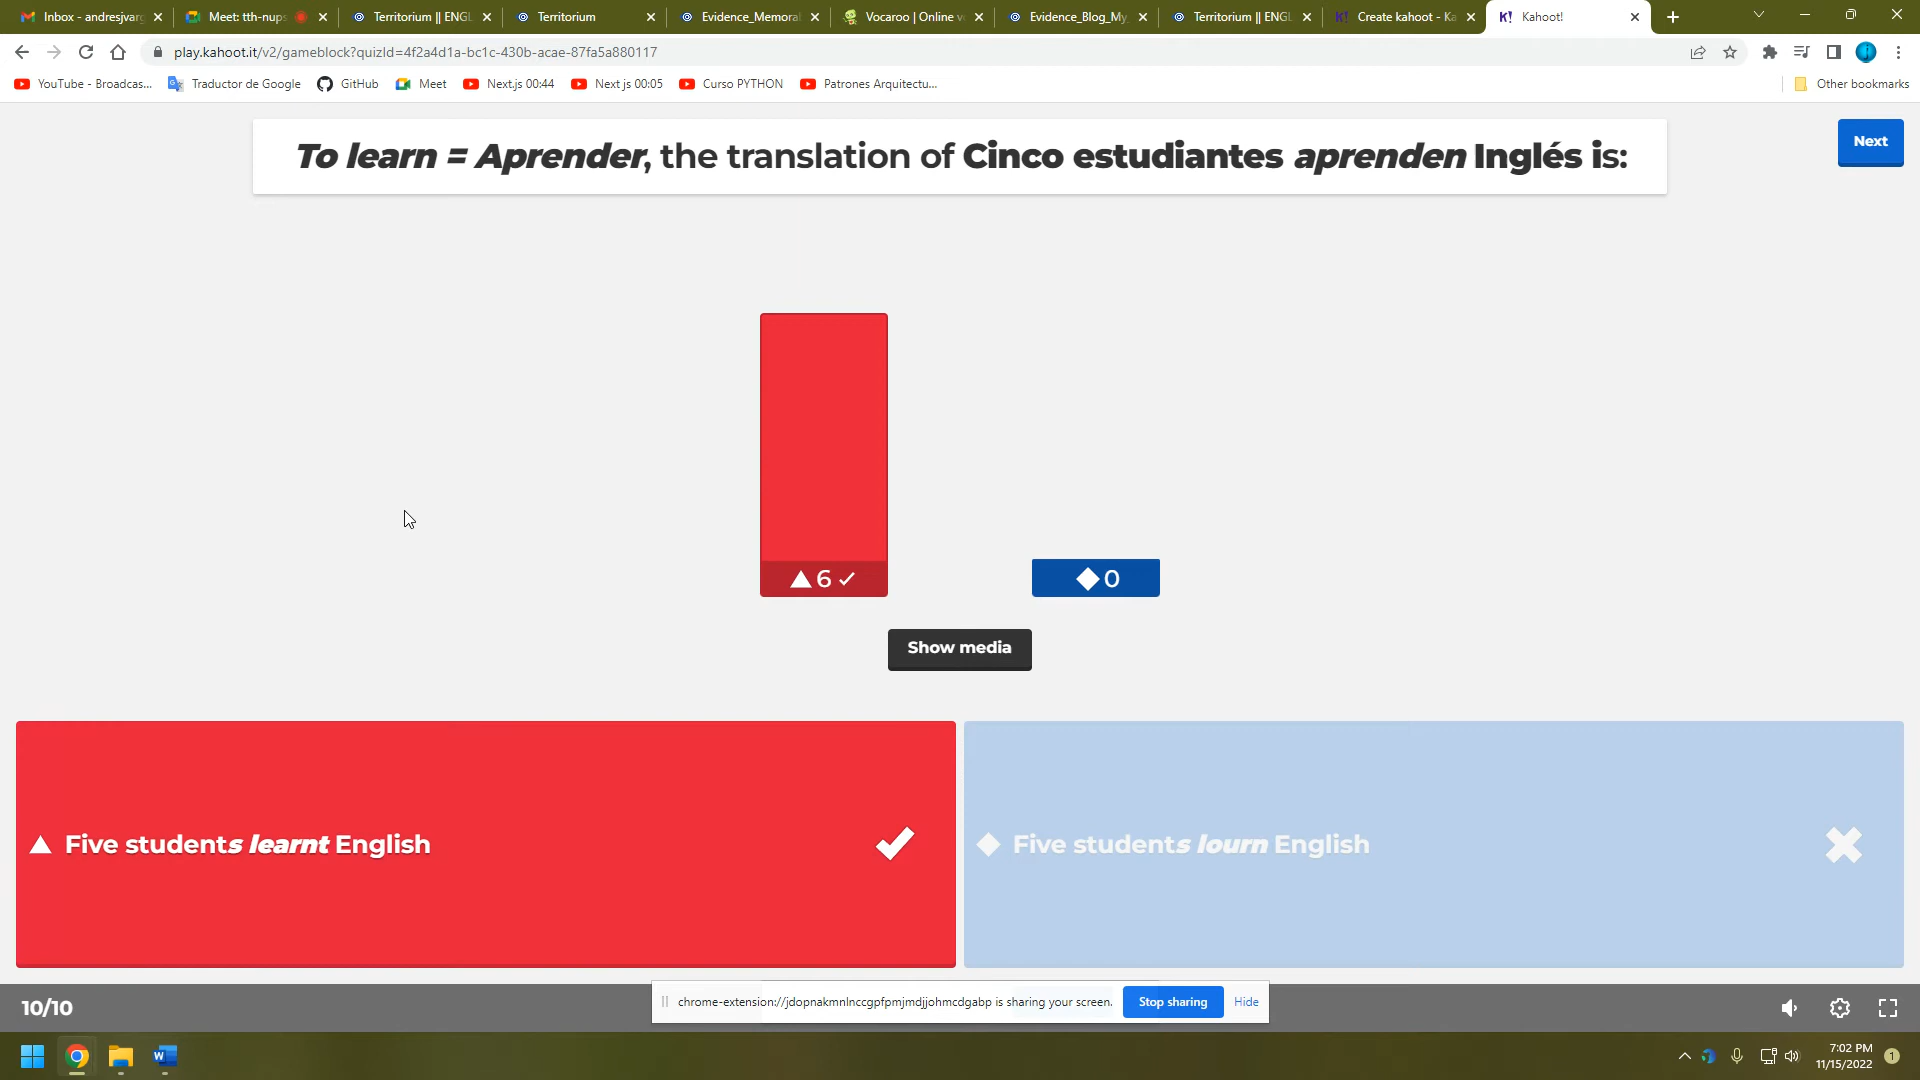 Inbox - andresjvarg
Meet: tth-nups
Territorium || ENGL
Territorium
Evidence_Memoral
Vocaroo | Online v
Evidence_Blog_My
Territorium || ENGL
Create kahoot - Ka
Kahoot!
play.kahoot.it/v2/gameblock?quizId=4f2a4d1a-bc1c-430b-acae-87fa5a880117
YouTube - Broadcas...
Traductor de Google
GitHub
Meet
Next.js 00:44
Next js 00:05
Curso PYTHON
Patrones Arquitectu...
Other bookmarks
To learn = Aprender, the translation of Cinco estudiantes aprenden Inglés is:
Next
6
0
Show media
Five students learnt English
Five students lourn English
10/10
chrome-extension://jdopnakmnlnccgpfpmjmdjjohmcdgabp is sharing your screen.
Stop sharing
Hide
7:02 PM
11/15/2022
1